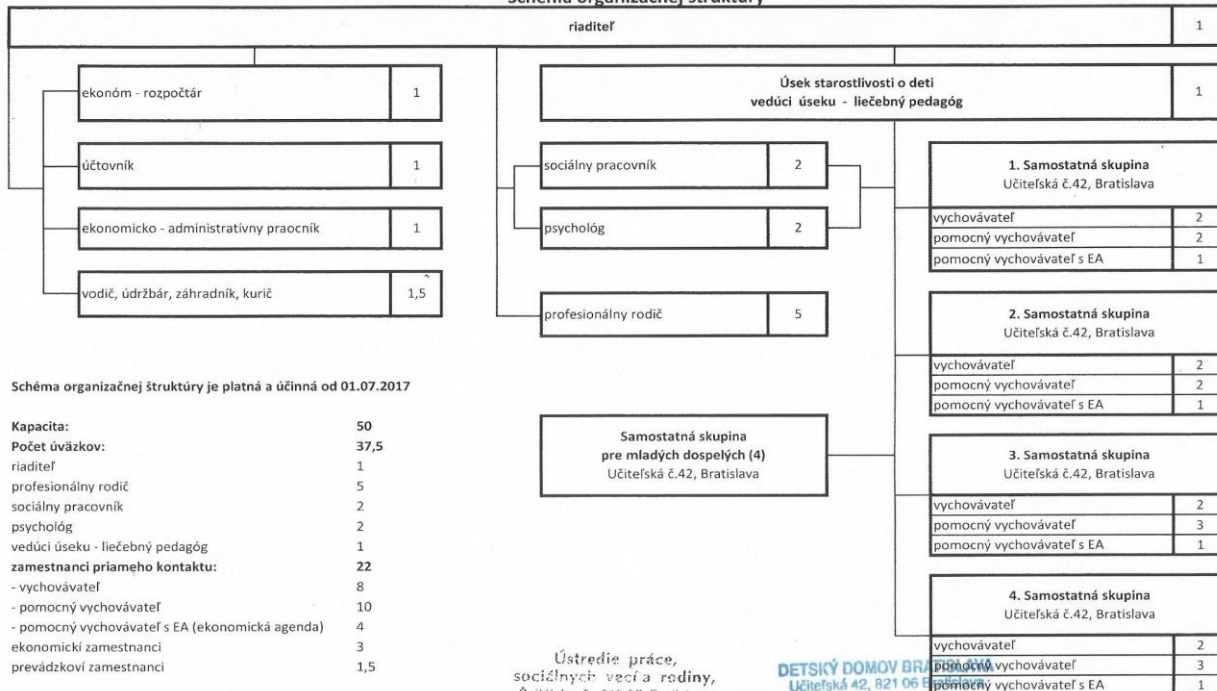 Schéma organizačnej štruktúry
riaditeľ 1
ekonóm - rozpočtár 1
účtovník 1
ekonomicko - administratívny praocník 1
vodič, údržbár, záhradník, kurič 1,5
Úsek starostlivosti o deti
vedúci úseku - liečebný pedagóg 1
sociálny pracovník 2
psychológ 2
profesionálny rodič 5
Samostatná skupina
pre mladých dospelých (4)
Učiteľská č.42, Bratislava
1. Samostatná skupina
Učiteľská č.42, Bratislava
vychovávateľ 2
pomocný vychovávateľ 2
pomocný vychovávateľ s EA 1
2. Samostatná skupina
Učiteľská č.42, Bratislava
vychovávateľ 2
pomocný vychovávateľ 2
pomocný vychovávateľ s EA 1
3. Samostatná skupina
Učiteľská č.42, Bratislava
vychovávateľ 2
pomocný vychovávateľ 3
pomocný vychovávateľ s EA 1
4. Samostatná skupina
Učiteľská č.42, Bratislava
vychovávateľ 2
pomocný vychovávateľ 3
pomocný vychovávateľ s EA 1
Schéma organizačnej štruktúry je platná a účinná od 01.07.2017
Kapacita: 50
Počet úväzkov: 37,5
riaditeľ 1
profesionálny rodič 5
sociálny pracovník 2
psychológ 2
vedúci úseku - liečebný pedagóg 1
zamestnanci priameho kontaktu: 22
- vychovávateľ 8
- pomocný vychovávateľ 10
- pomocný vychovávateľ s EA (ekonomická agenda) 4
ekonomickí zamestnanci 3
prevádzkoví zamestnanci 1,5
Ústredie práce,
sociálnych vecí a rodiny,
DETSKÝ DOMOV BRATISLAVA
Učiteľská 42, 821 06 Bratislava